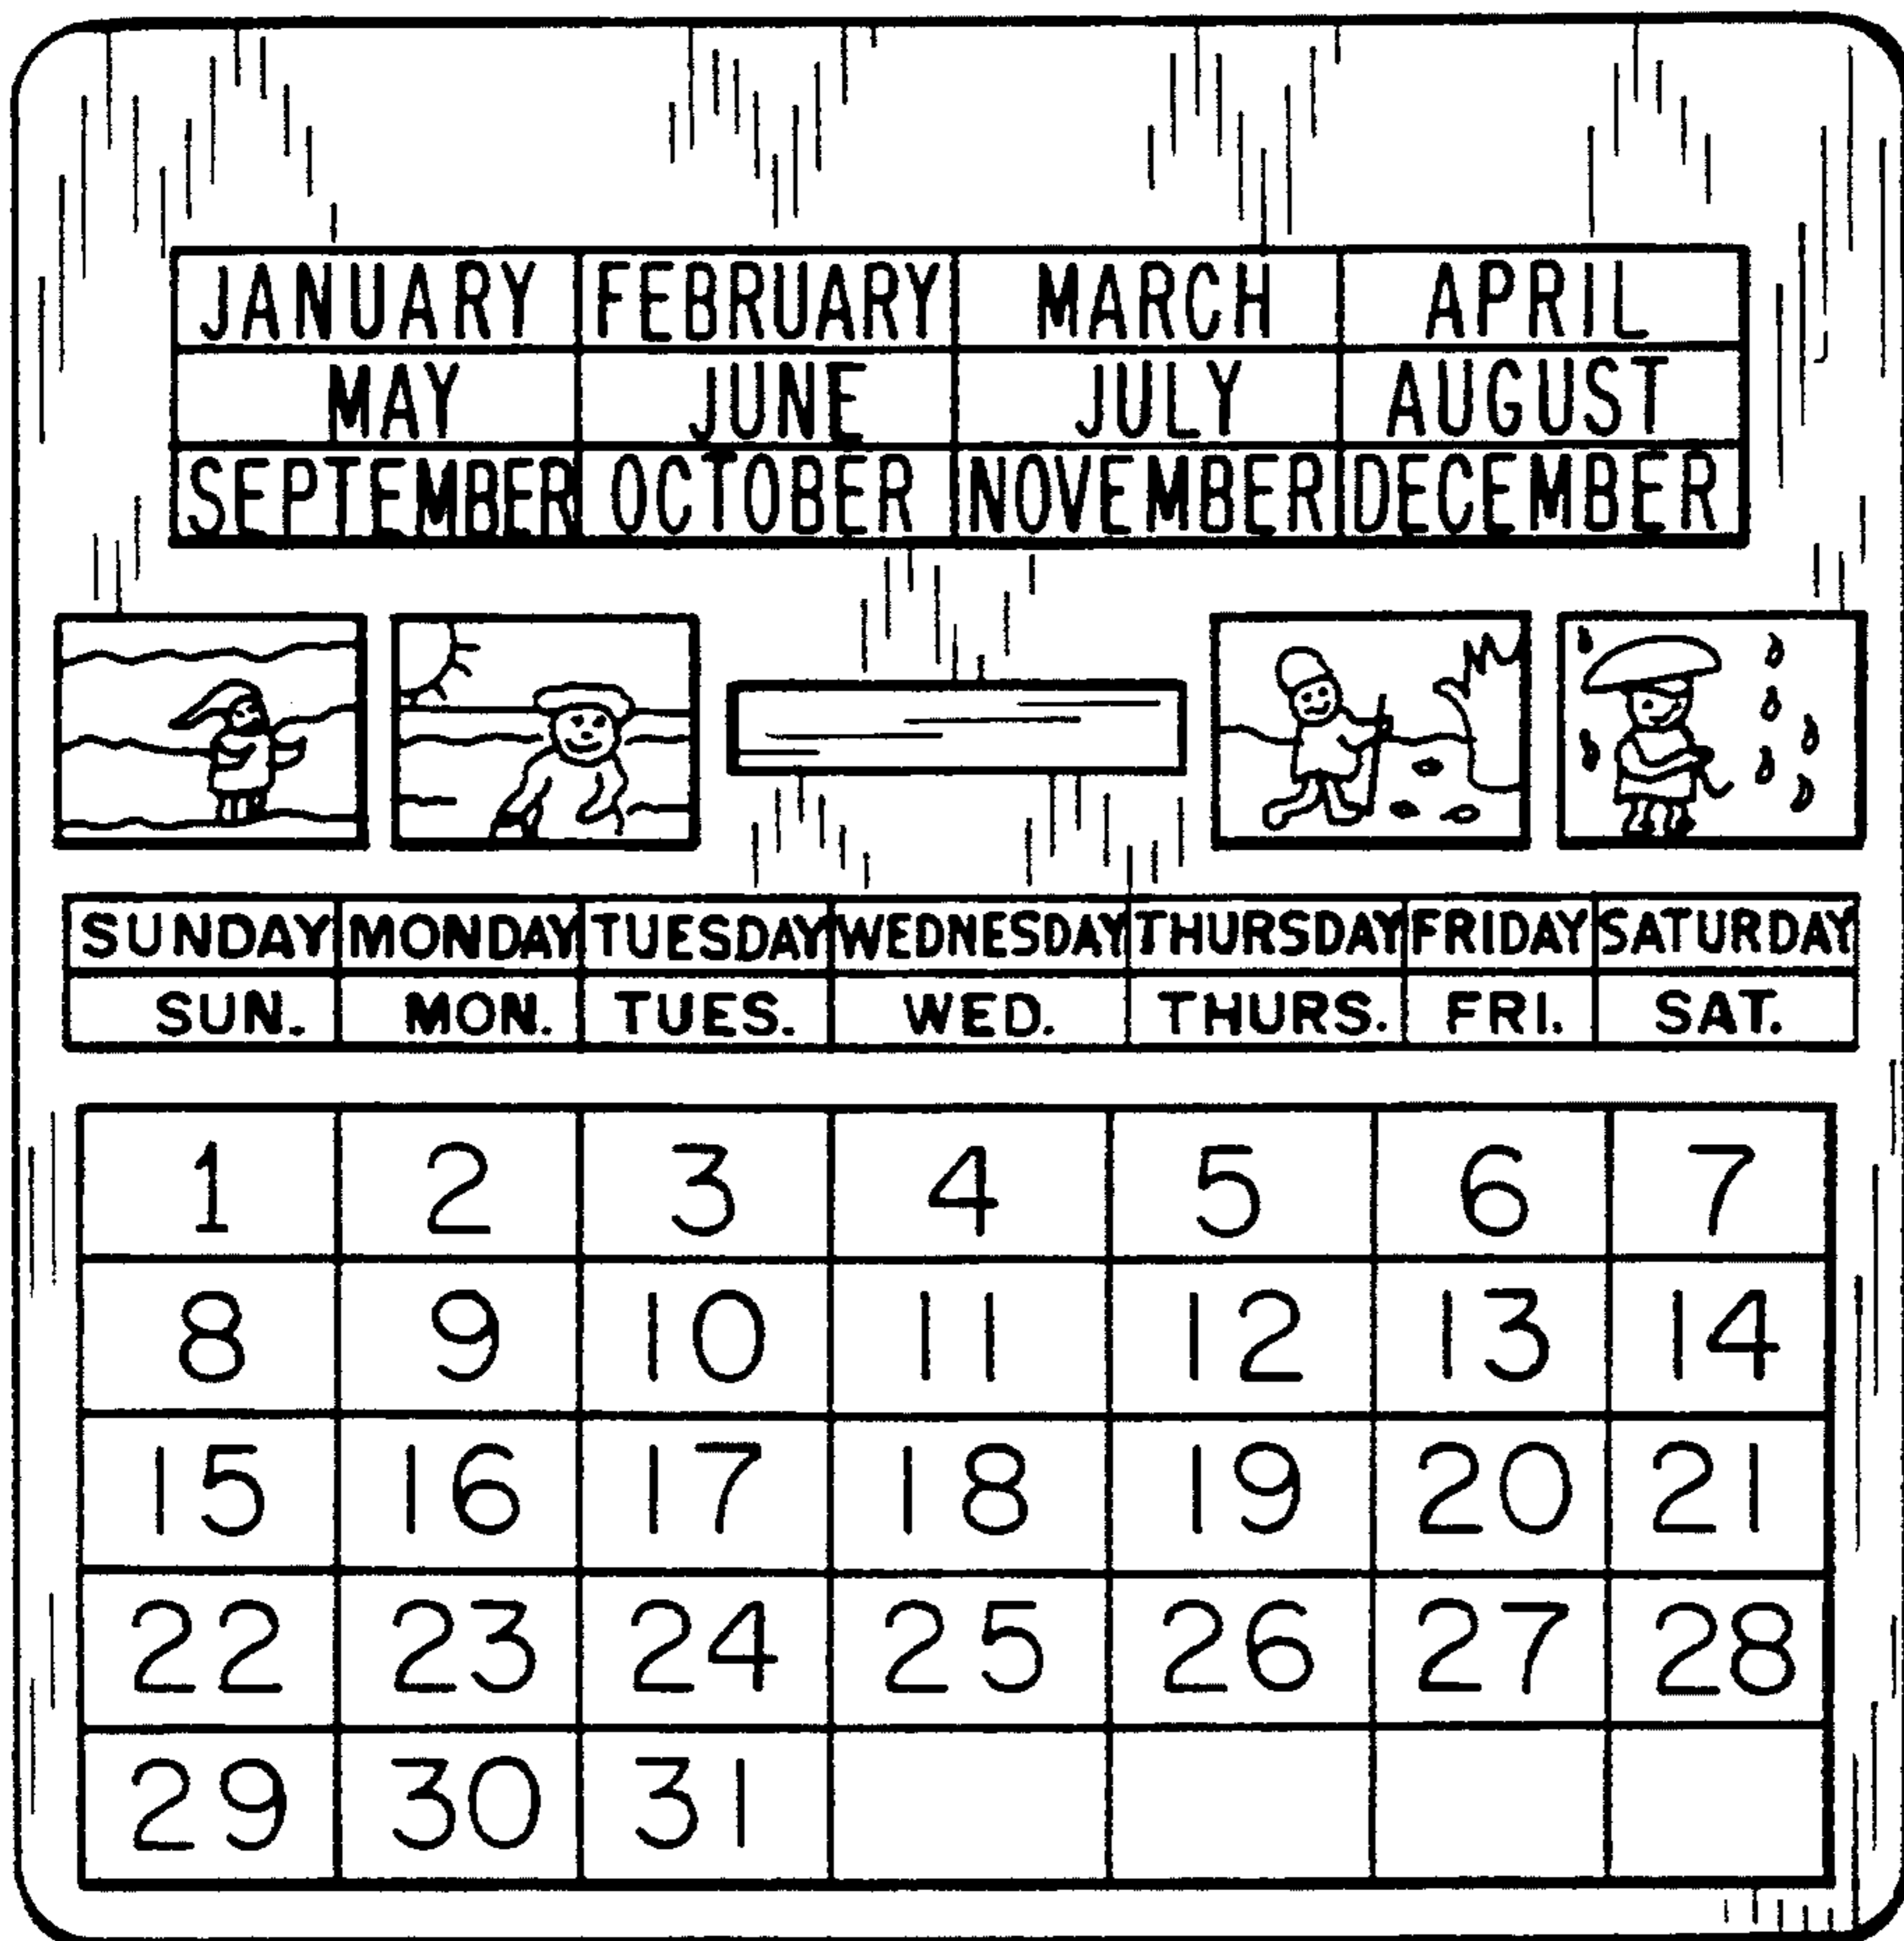 JANUARY FEBRUARY MARCH APRIL
MAY JUNE JULY AUGUST
SEPTEMBER OCTOBER NOVEMBER DECEMBER
SUNDAY MONDAY TUESDAY WEDNESDAY THURSDAY FRIDAY SATURDAY
SUN. MON. TUES. WED. THURS. FRI. SAT.
1 2 3 4 5 6 7
8 9 10 11 12 13 14
15 16 17 18 19 20 21
22 23 24 25 26 27 28
29 30 31